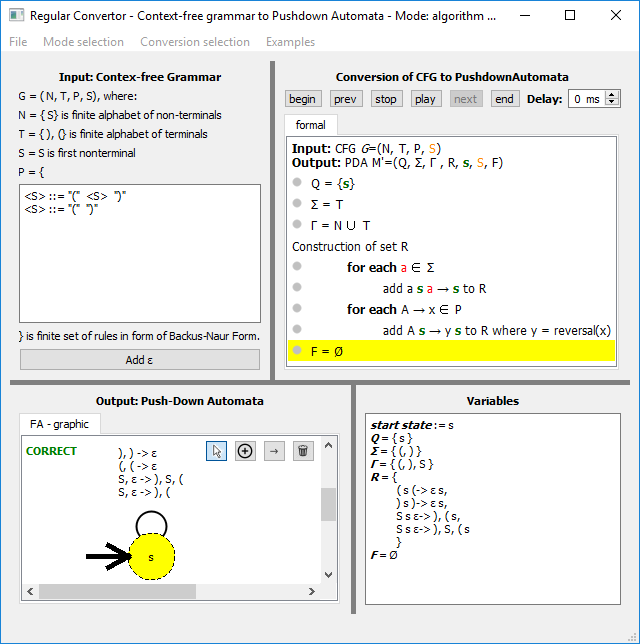 Regular Convertor - Context-free grammar to Pushdown Automata - Mode: algorithm ...
File Mode selection Conversion selection Examples
Input: Contex-free Grammar
G = ( N, T, P, S), where:
N = { S} is finite alphabet of non-terminals
T = { ), (} is finite alphabet of terminals
S = S is first nonterminal
P = {
<S> ::= "(" <S> ")"
<S> ::= "(" ")"
} is finite set of rules in form of Backus-Naur Form.
Add ε
Conversion of CFG to PushdownAutomata
begin prev stop play next end Delay: 0 ms
formal
Input: CFG G=(N, T, P, S)
Output: PDA M'=(Q, Σ, Γ , R, s, S, F)
Q = {s}
Σ = T
Γ = N ∪ T
Construction of set R
for each a ∈ Σ
add a s a → s to R
for each A → x ∈ P
add A s → y s to R where y = reversal(x)
F = Ø
Output: Push-Down Automata
FA - graphic
CORRECT
), ) -> ε
(, ( -> ε
S, ε -> ), S, (
S, ε -> ), (
s
Variables
start state := s
Q = { s }
Σ = { (, ) }
Γ = { (, ), S }
R = {
( s (-> ε s,
) s )-> ε s,
S s ε-> ), ( s,
S s ε-> ), S, ( s
}
F = Ø